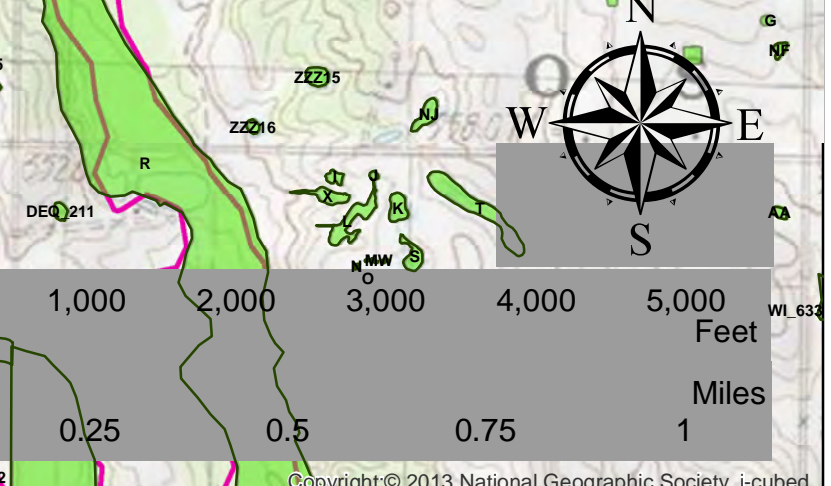 N
G
NF
ZZZ15
NJ
ZZZ16
W
E
R
J
X
K
T
DEQ_211
AA
L
S
S
N
MW
O
1,000 2,000 3,000 4,000 5,000
WI_633
Feet
Miles
0.25 0.5 0.75 1
Copyright:© 2013 National Geographic Society, i-cubed